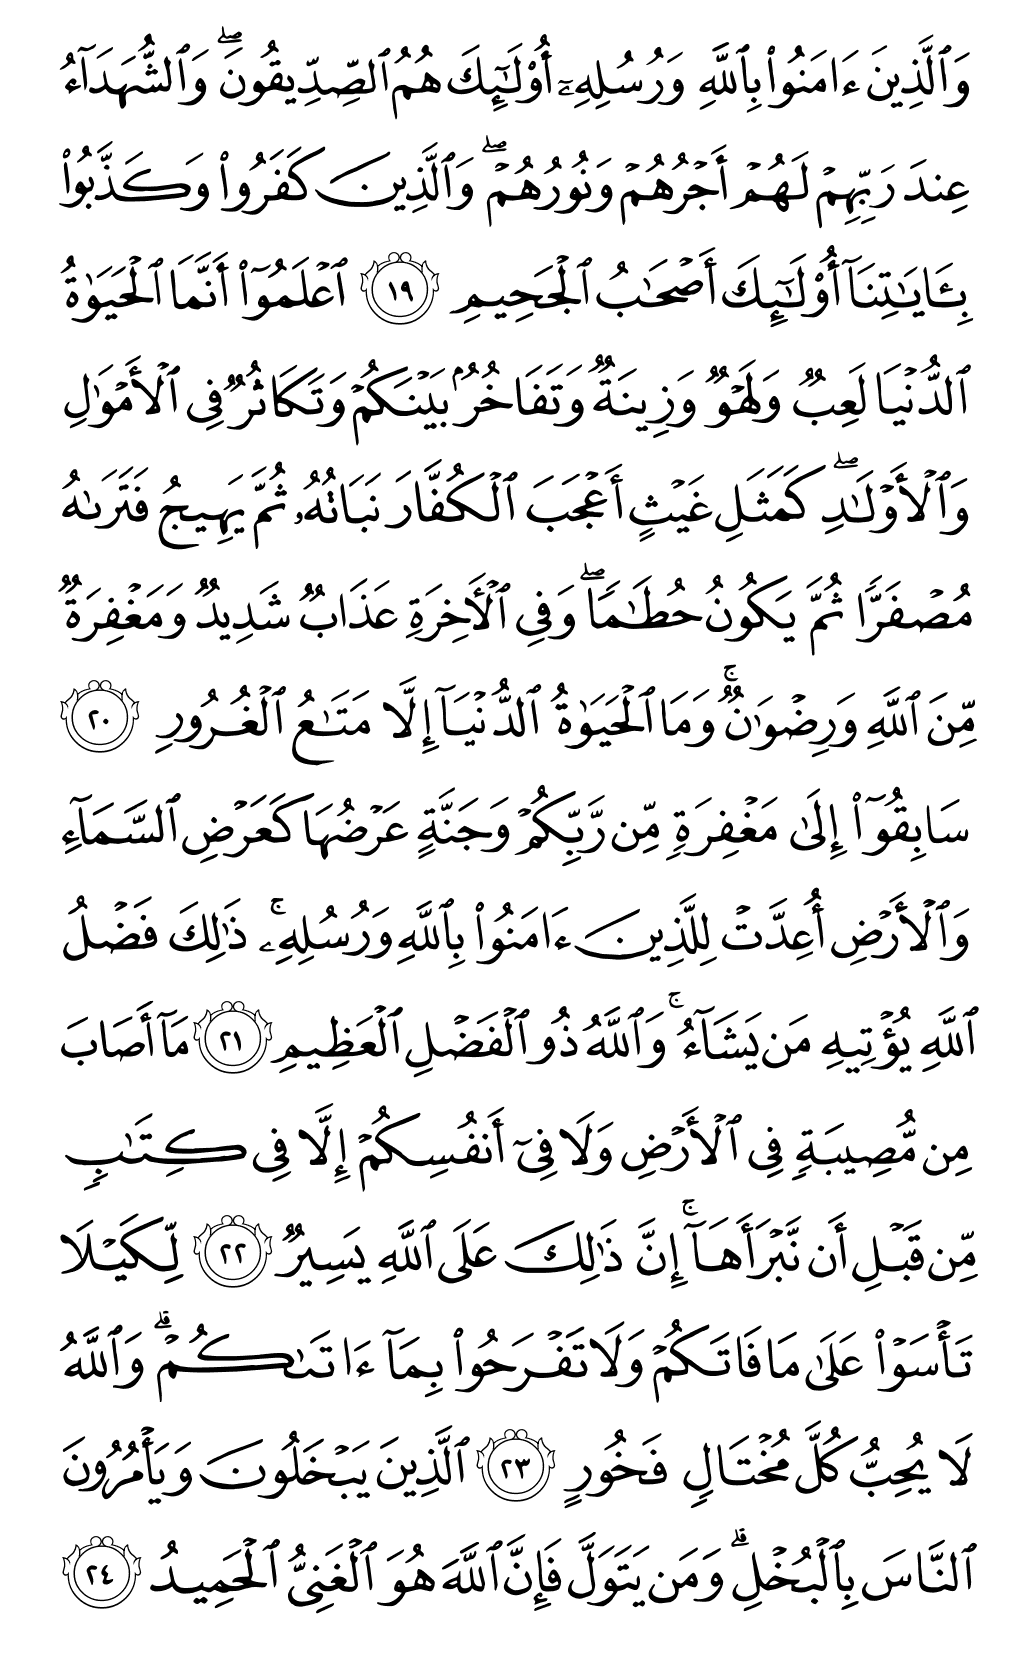 وَٱلَّذِينَ ءَامَنُوا۟ بِٱللَّهِ وَرُسُلِهِۦٓ أُو۟لَـٰٓئِكَ هُمُ ٱلصِّدِّيقُونَ ۖ وَٱلشُّهَدَآءُ
عِندَ رَبِّهِمْ لَهُمْ أَجْرُهُمْ وَنُورُهُمْ ۖ وَٱلَّذِينَ كَفَرُوا۟ وَكَذَّبُوا۟
بِـَٔايَـٰتِنَآ أُو۟لَـٰٓئِكَ أَصْحَـٰبُ ٱلْجَحِيمِ ١٩ ٱعْلَمُوٓا۟ أَنَّمَا ٱلْحَيَوٰةُ
ٱلدُّنْيَا لَعِبٌ وَلَهْوٌ وَزِينَةٌ وَتَفَاخُرٌۢ بَيْنَكُمْ وَتَكَاثُرٌ فِى ٱلْأَمْوَٰلِ
وَٱلْأَوْلَـٰدِ ۖ كَمَثَلِ غَيْثٍ أَعْجَبَ ٱلْكُفَّارَ نَبَاتُهُۥ ثُمَّ يَهِيجُ فَتَرَىٰهُ
مُصْفَرًّا ثُمَّ يَكُونُ حُطَـٰمًا ۖ وَفِى ٱلْـَٔاخِرَةِ عَذَابٌ شَدِيدٌ وَمَغْفِرَةٌ
مِّنَ ٱللَّهِ وَرِضْوَٰنٌ ۚ وَمَا ٱلْحَيَوٰةُ ٱلدُّنْيَآ إِلَّا مَتَـٰعُ ٱلْغُرُورِ ٢٠
سَابِقُوٓا۟ إِلَىٰ مَغْفِرَةٍ مِّن رَّبِّكُمْ وَجَنَّةٍ عَرْضُهَا كَعَرْضِ ٱلسَّمَآءِ
وَٱلْأَرْضِ أُعِدَّتْ لِلَّذِينَ ءَامَنُوا۟ بِٱللَّهِ وَرُسُلِهِۦ ۚ ذَٰلِكَ فَضْلُ
ٱللَّهِ يُؤْتِيهِ مَن يَشَآءُ ۚ وَٱللَّهُ ذُو ٱلْفَضْلِ ٱلْعَظِيمِ ٢١ مَآ أَصَابَ
مِن مُّصِيبَةٍ فِى ٱلْأَرْضِ وَلَا فِىٓ أَنفُسِكُمْ إِلَّا فِى كِتَـٰبٍ
مِّن قَبْلِ أَن نَّبْرَأَهَآ ۚ إِنَّ ذَٰلِكَ عَلَى ٱللَّهِ يَسِيرٌ ٢٢ لِّكَيْلَا
تَأْسَوْا۟ عَلَىٰ مَا فَاتَكُمْ وَلَا تَفْرَحُوا۟ بِمَآ ءَاتَىٰكُمْ ۗ وَٱللَّهُ
لَا يُحِبُّ كُلَّ مُخْتَالٍ فَخُورٍ ٢٣ ٱلَّذِينَ يَبْخَلُونَ وَيَأْمُرُونَ
ٱلنَّاسَ بِٱلْبُخْلِ ۗ وَمَن يَتَوَلَّ فَإِنَّ ٱللَّهَ هُوَ ٱلْغَنِىُّ ٱلْحَمِيدُ ٢٤